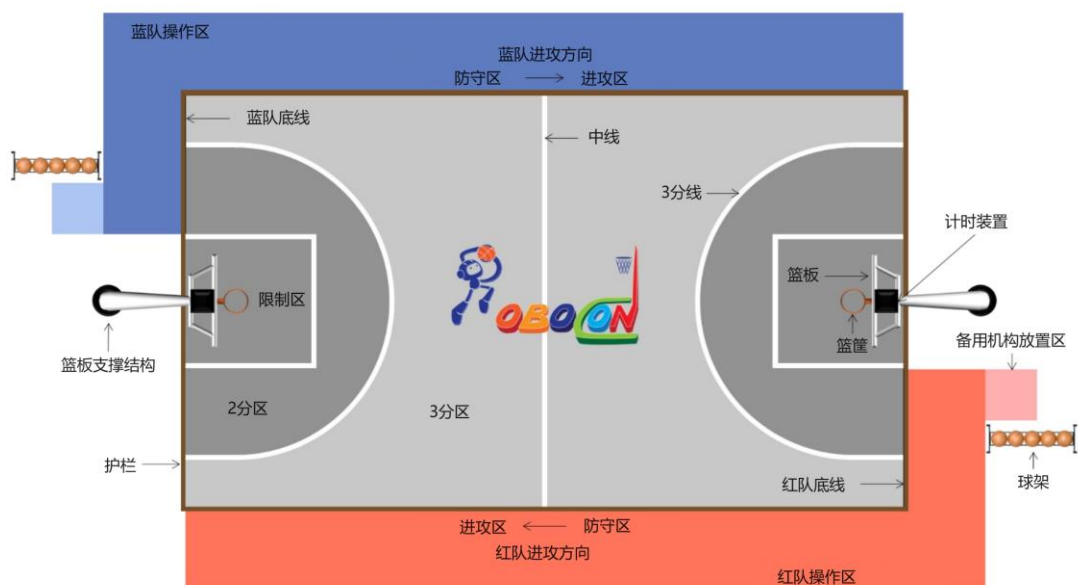 蓝队操作区
蓝队进攻方向
防守区
进攻区
蓝队底线
中线
3分线
计时装置
篮板
限制区
篮筐
备用机构放置区
篮板支撑结构
2分区
3分区
护栏
红队底线
球架
进攻区
防守区
红队进攻方向
红队操作区
ROBOCON